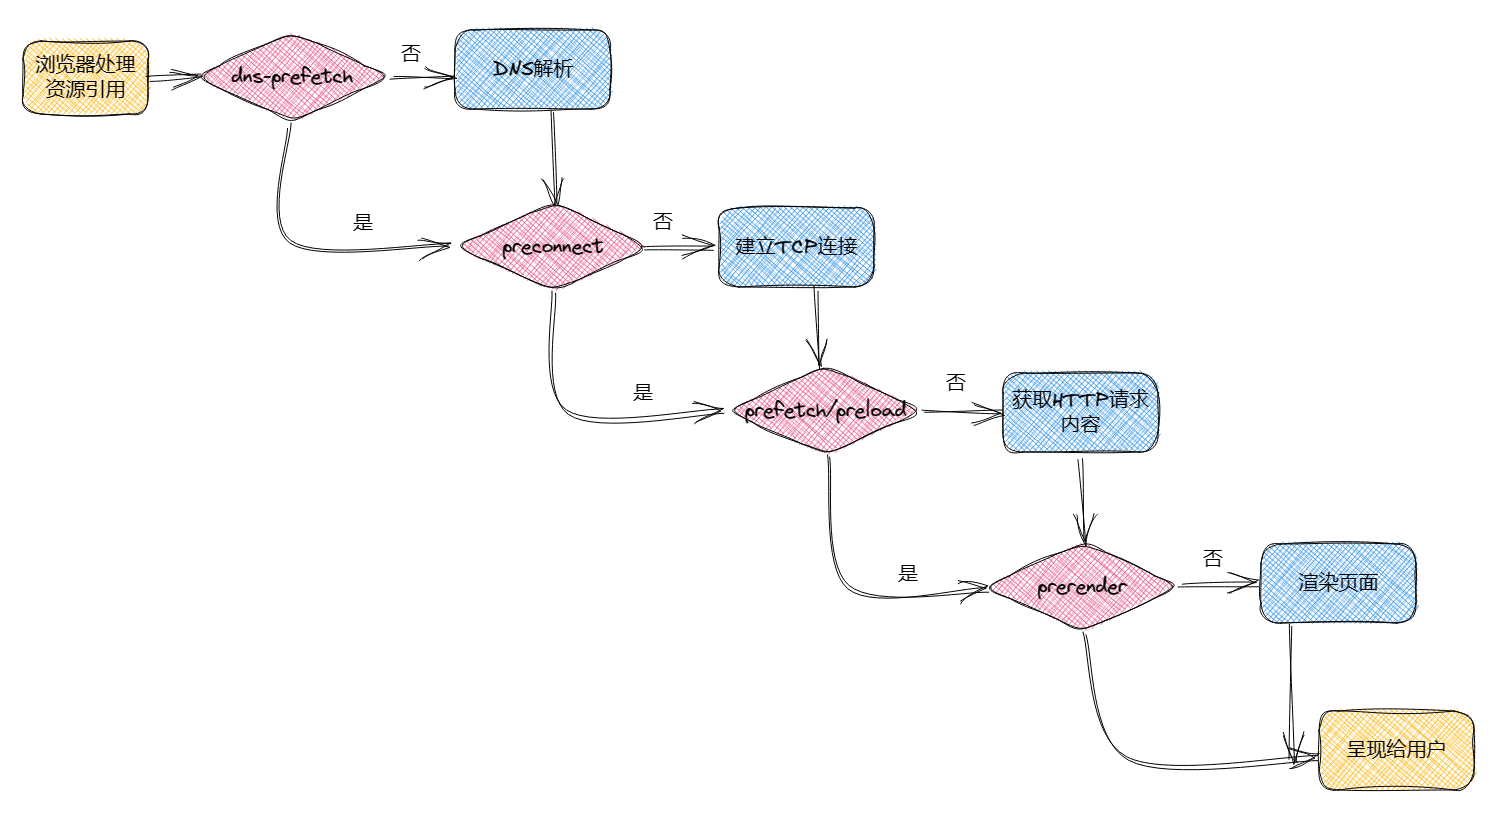 浏览器处理
资源引用
dns-prefetch
否
DNS解析
是
preconnect
否
建立TCP连接
是
prefetch/preload
否
获取HTTP请求
内容
是
prerender
否
渲染页面
呈现给用户